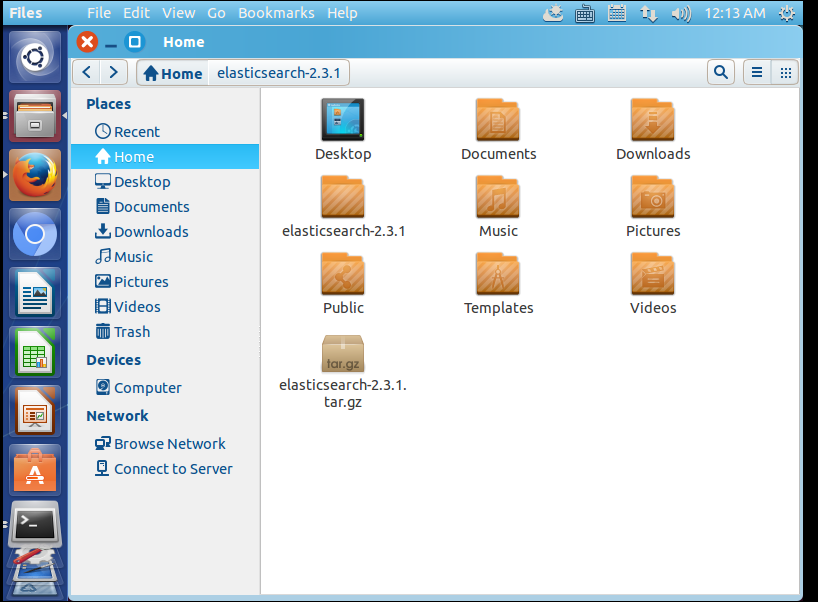 Files File Edit View Go Bookmarks Help 12:13 AM
Home
Home elasticsearch-2.3.1
Places
Recent
Home
Desktop
Documents
Downloads
Music
Pictures
Videos
Trash
Devices
Computer
Network
Browse Network
Connect to Server
Desktop Documents Downloads
elasticsearch-2.3.1 Music Pictures
Public Templates Videos
tar.gz
elasticsearch-2.3.1.
tar.gz